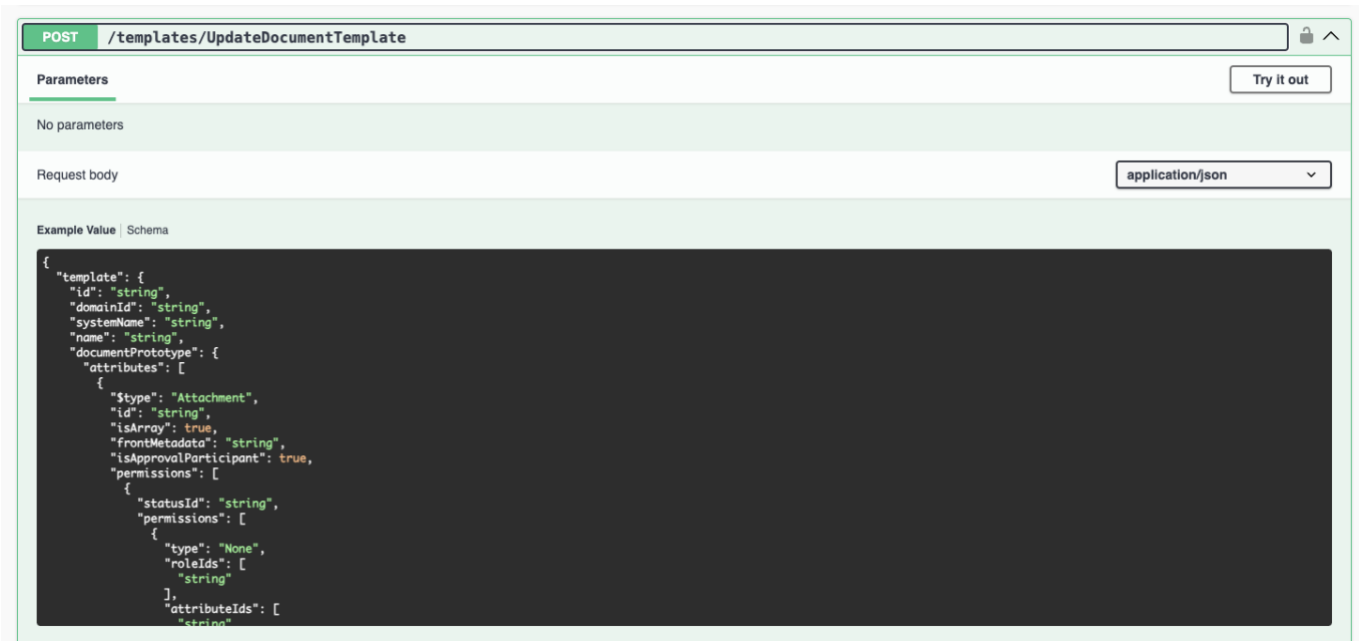 POST /templates/UpdateDocumentTemplate
Parameters
Try it out
No parameters
Request body
application/json
Example Value | Schema
{
  "template": {
    "id": "string",
    "domainId": "string",
    "systemName": "string",
    "name": "string",
    "documentPrototype": {
      "attributes": [
        {
          "$type": "Attachment",
          "id": "string",
          "isArray": true,
          "frontMetadata": "string",
          "isApprovalParticipant": true,
          "permissions": [
            {
              "statusId": "string",
              "permissions": [
                {
                  "type": "None",
                  "roleIds": [
                    "string"
                  ],
                  "attributeIds": [
                    "string"